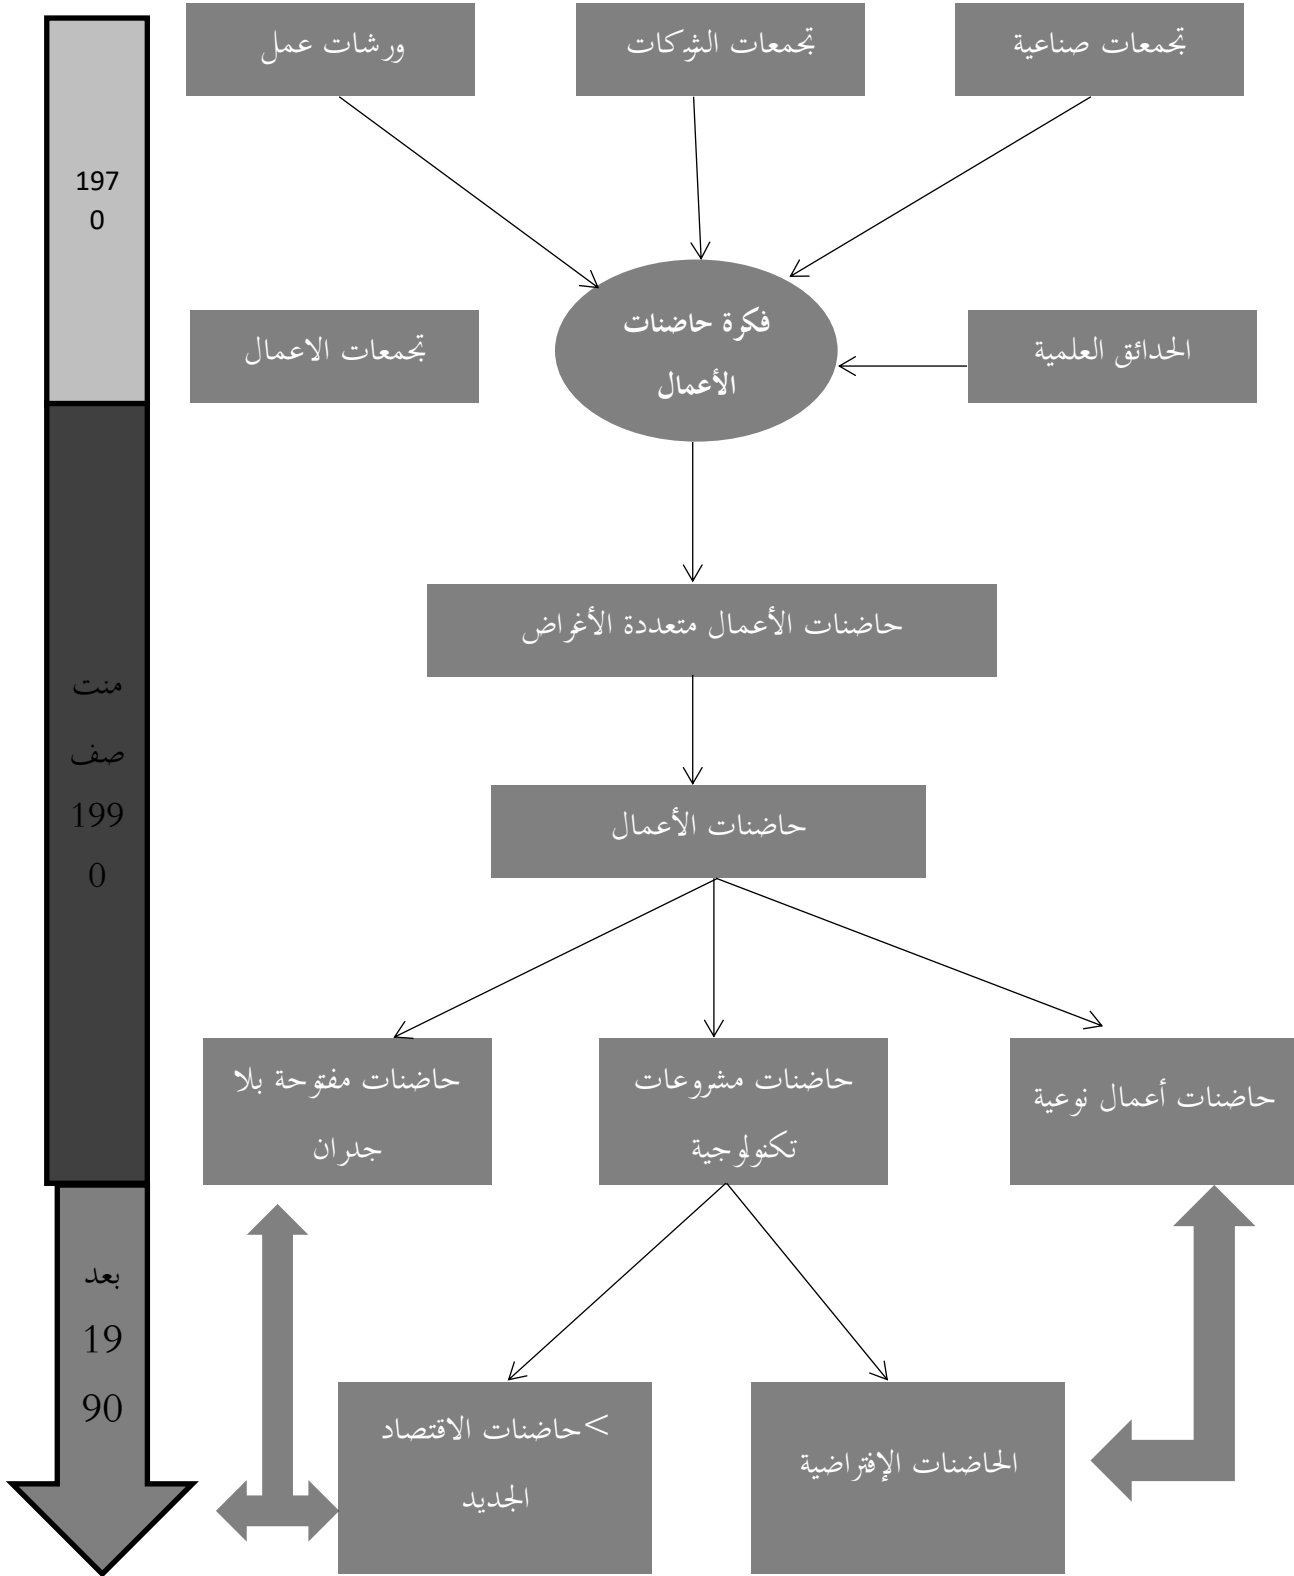 تجمعات صناعية
تجمعات الشركات
ورشات عمل
197
0
الحدائق العلمية
فكرة حاضنات
الأعمال
تجمعات الاعمال
حاضنات الأعمال متعددة الأغراض
منت
صف
199
0
حاضنات الأعمال
حاضنات أعمال نوعية
حاضنات مشروعات
تكنولوجية
حاضنات مفتوحة بلا
جدران
بعد
19
90
الحاضنات الإفتراضية
>حاضنات الاقتصاد
الجديد